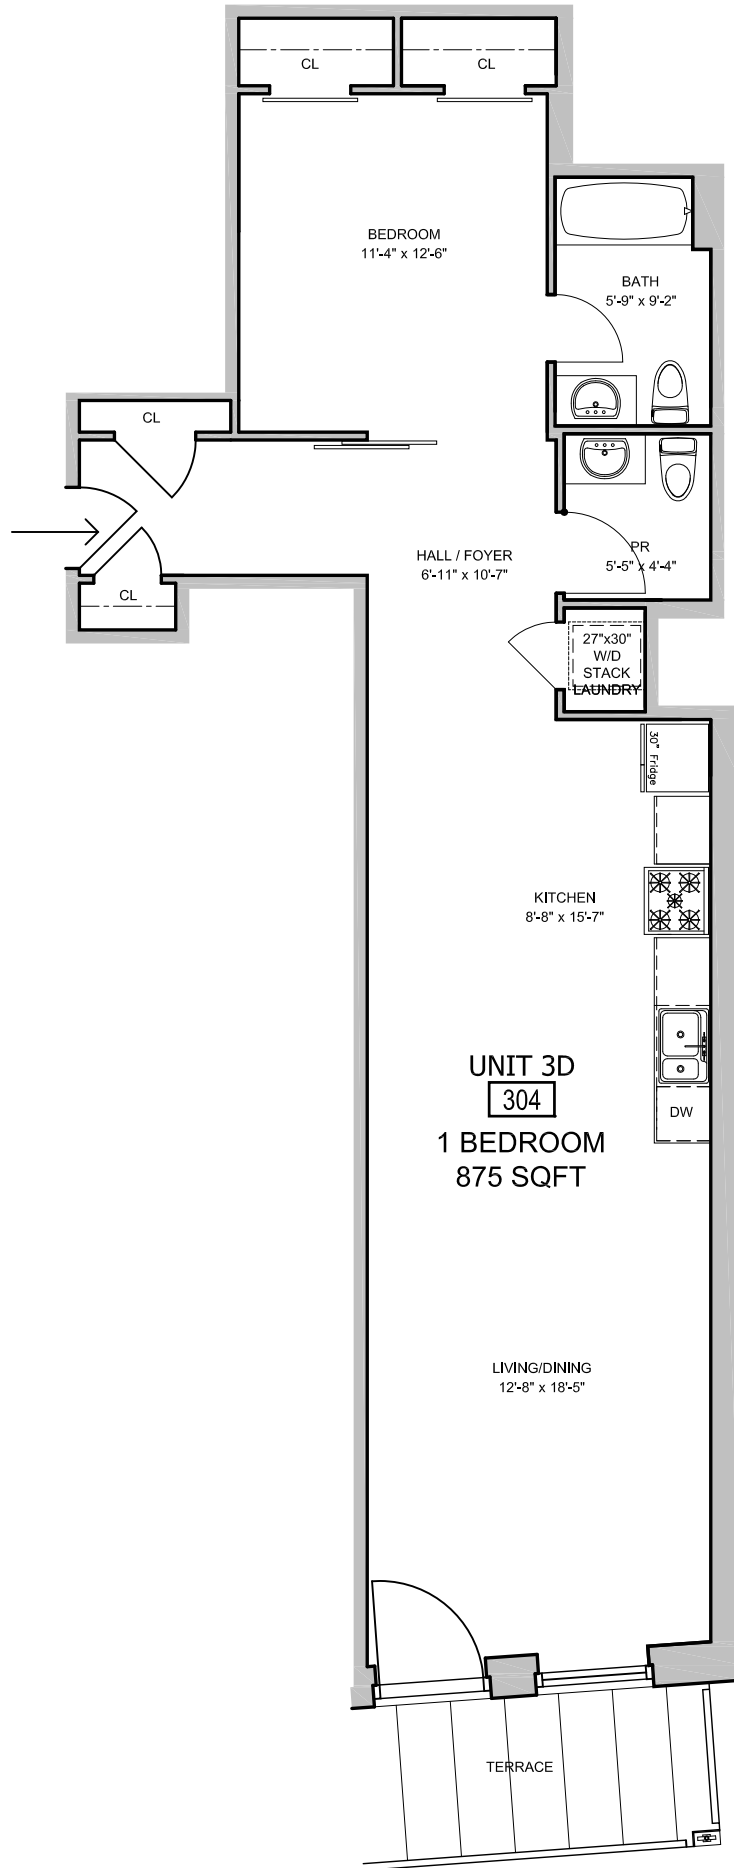 CL
CL
BEDROOM
11'-4" x 12'-6"
BATH
5'-9" x 9'-2"
CL
HALL / FOYER
6'-11" x 10'-7"
PR
5'-5" x 4'-4"
CL
27"x30"
W/D
STACK
LAUNDRY
30" Fridge
KITCHEN
8'-8" x 15'-7"
UNIT 3D
304
1 BEDROOM
875 SQFT
DW
LIVING/DINING
12'-8" x 18'-5"
TERRACE